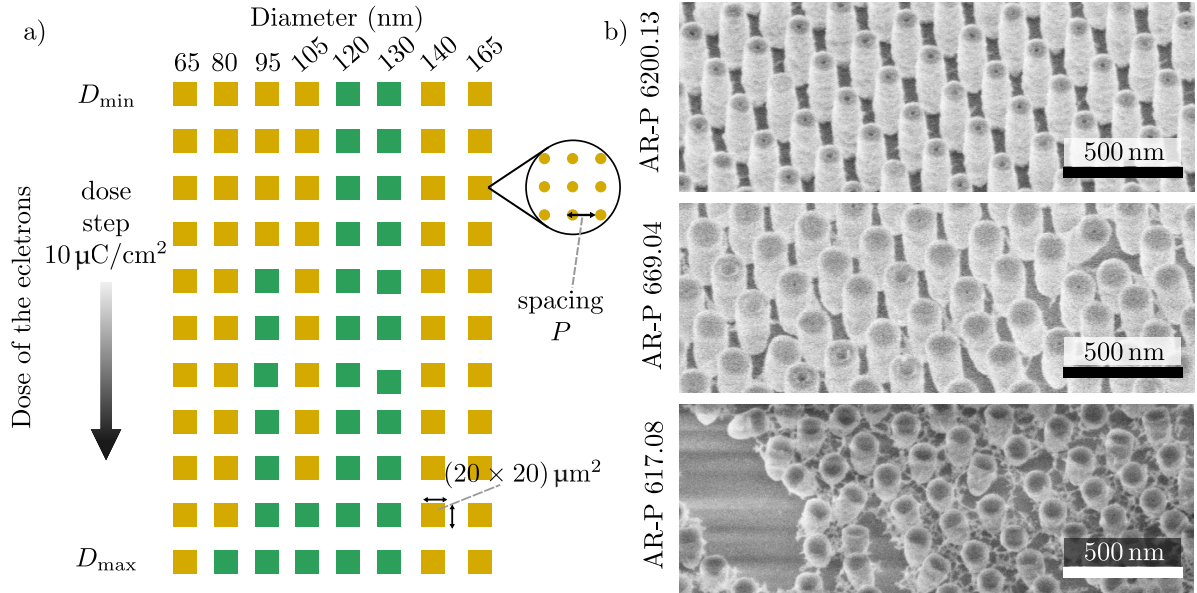 a)
Diameter (nm)
65 80 95 105 120 130 140 165
D_min
Dose of the ecletrons
dose
step
10 µC/cm²
spacing
P
(20 × 20) µm²
D_max
b)
AR-P 6200.13
500 nm
AR-P 669.04
500 nm
AR-P 617.08
500 nm